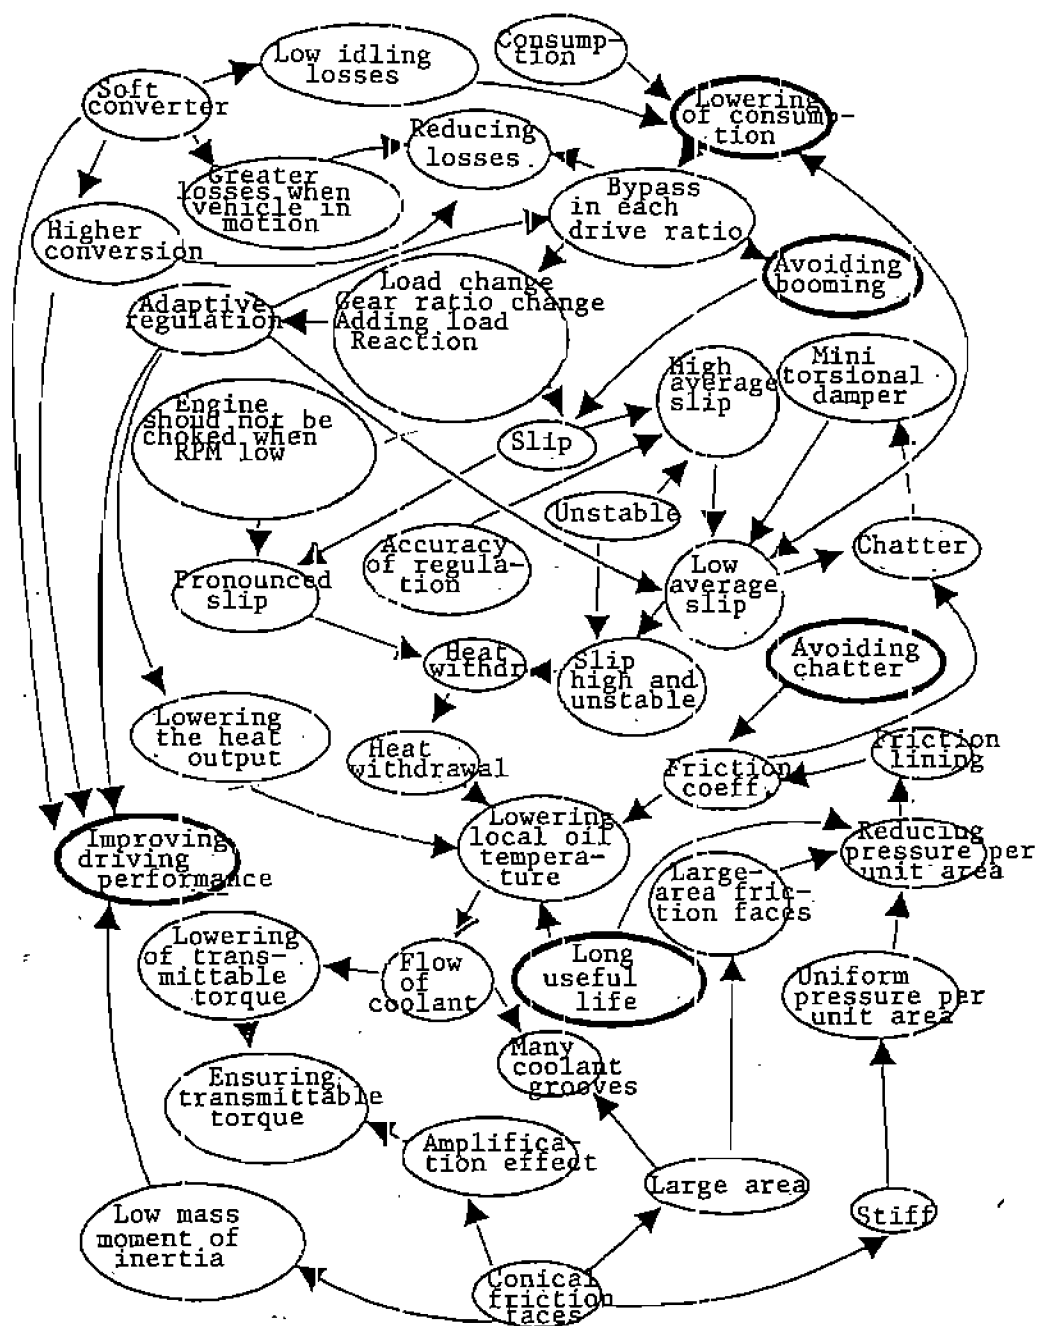 Consump-
tion
Low idling
losses
Soft
converter
Lowering
of consump-
tion
Reducing
losses
Greater
losses when
vehicle in
motion
Bypass
in each
drive ratio
Higher
conversion
Avoiding
booming
Load change
Gear ratio change
Adding load
Reaction
Adaptive
regulation
High
average
slip
Mini
torsional
damper
Engine
shoud not be
choked when
RPM low
Slip
Unstable
Accuracy
of regula-
tion
Low
average
slip
Chatter
Pronounced
slip
Heat
withdr
Slip
high and
unstable
Avoiding
chatter
Lowering
the heat
output
Heat
withdrawal
Friction
coeff.
Friction
lining
Improving
driving
performance
Lowering
local oil
tempera-
ture
Large-
area fric-
tion faces
Reducing
pressure per
unit area
Lowering
of trans-
mittable
torque
Flow
of
coolant
Long
useful
life
Uniform
pressure per
unit area
Many
coolant
grooves
Ensuring
transmittable
torque
Amplifica-
tion effect
Large area
Low mass
moment of
inertia
Stiff
Conical
friction
faces